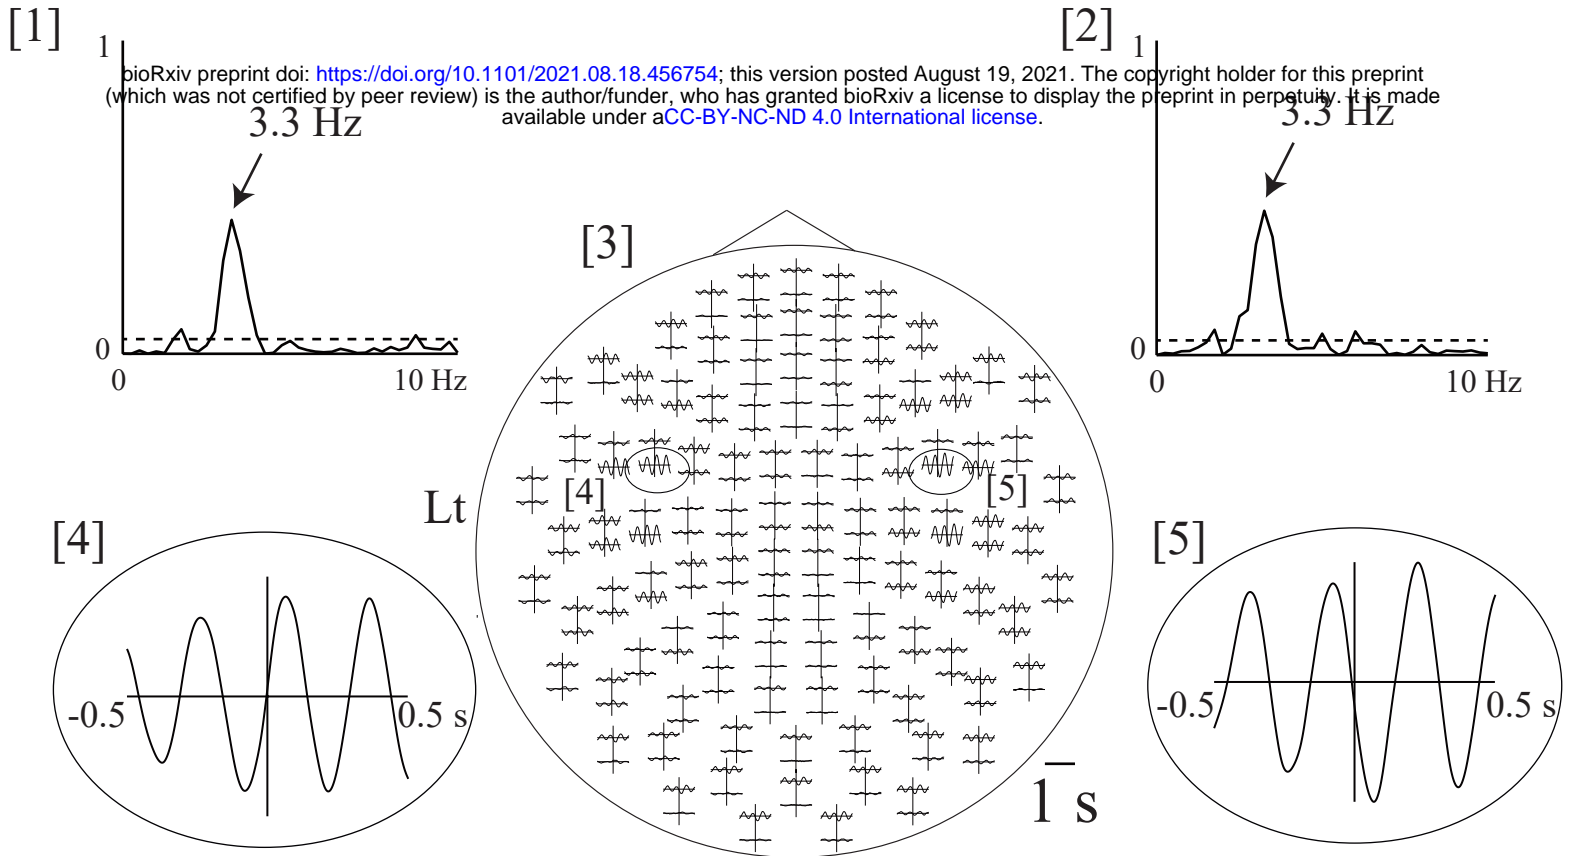 [1]
[2]
1
1
bioRxiv preprint doi: https://doi.org/10.1101/2021.08.18.456754; this version posted August 19, 2021. The copyright holder for this preprint
(which was not certified by peer review) is the author/funder, who has granted bioRxiv a license to display the preprint in perpetuity. It is made
available under aCC-BY-NC-ND 4.0 International license.
3.3 Hz
3.3 Hz
[3]
0
0
0
10 Hz
0
10 Hz
[4]
[5]
Lt
[4]
[5]
-0.5
0.5 s
-0.5
0.5 s
1 s